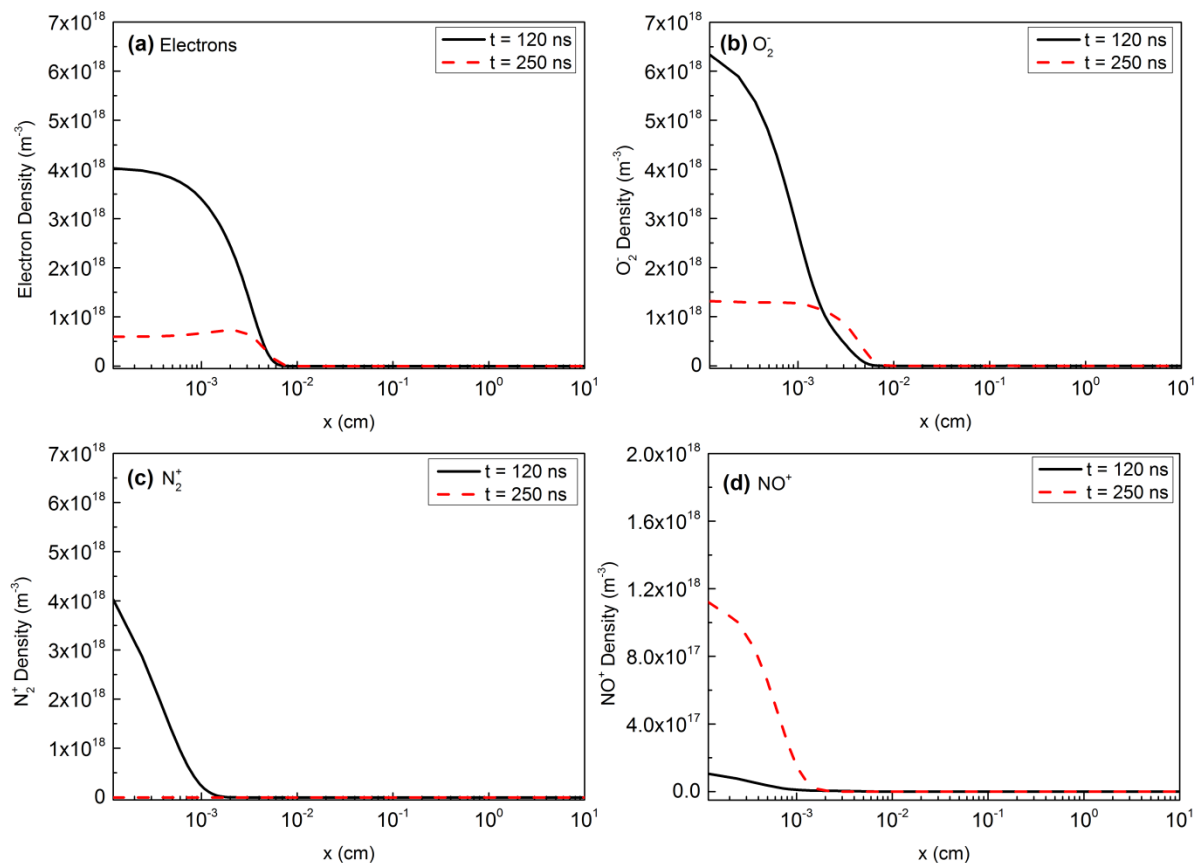 (a) Electrons
t = 120 ns
t = 250 ns
7x10^18
6x10^18
5x10^18
4x10^18
3x10^18
2x10^18
1x10^18
0
Electron Density (m^-3)
10^-3 10^-2 10^-1 10^0 10^1
x (cm)
(b) O2^-
t = 120 ns
t = 250 ns
7x10^18
6x10^18
5x10^18
4x10^18
3x10^18
2x10^18
1x10^18
0
O2^- Density (m^-3)
10^-3 10^-2 10^-1 10^0 10^1
x (cm)
(c) N2^+
t = 120 ns
t = 250 ns
7x10^18
6x10^18
5x10^18
4x10^18
3x10^18
2x10^18
1x10^18
0
N2^+ Density (m^-3)
10^-3 10^-2 10^-1 10^0 10^1
x (cm)
(d) NO^+
t = 120 ns
t = 250 ns
2.0x10^18
1.6x10^18
1.2x10^18
8.0x10^17
4.0x10^17
0.0
NO^+ Density (m^-3)
10^-3 10^-2 10^-1 10^0 10^1
x (cm)